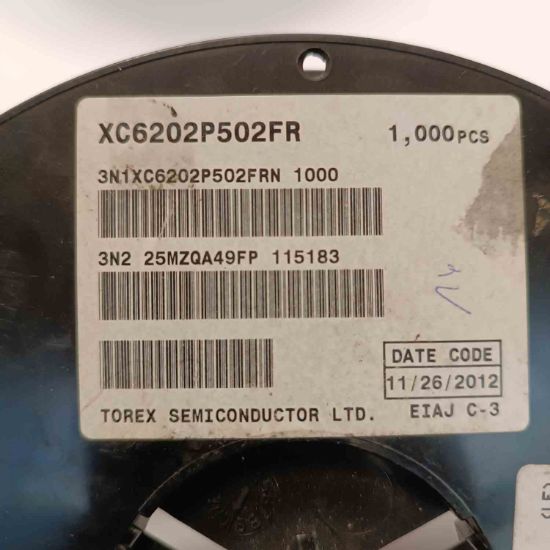 XC6202P502FR 1,000PCS
3N1XC6202P502FRN 1000
3N2 25MZQA49FP 115183
DATE CODE
11/26/2012
TOREX SEMICONDUCTOR LTD. EIAJ C-3